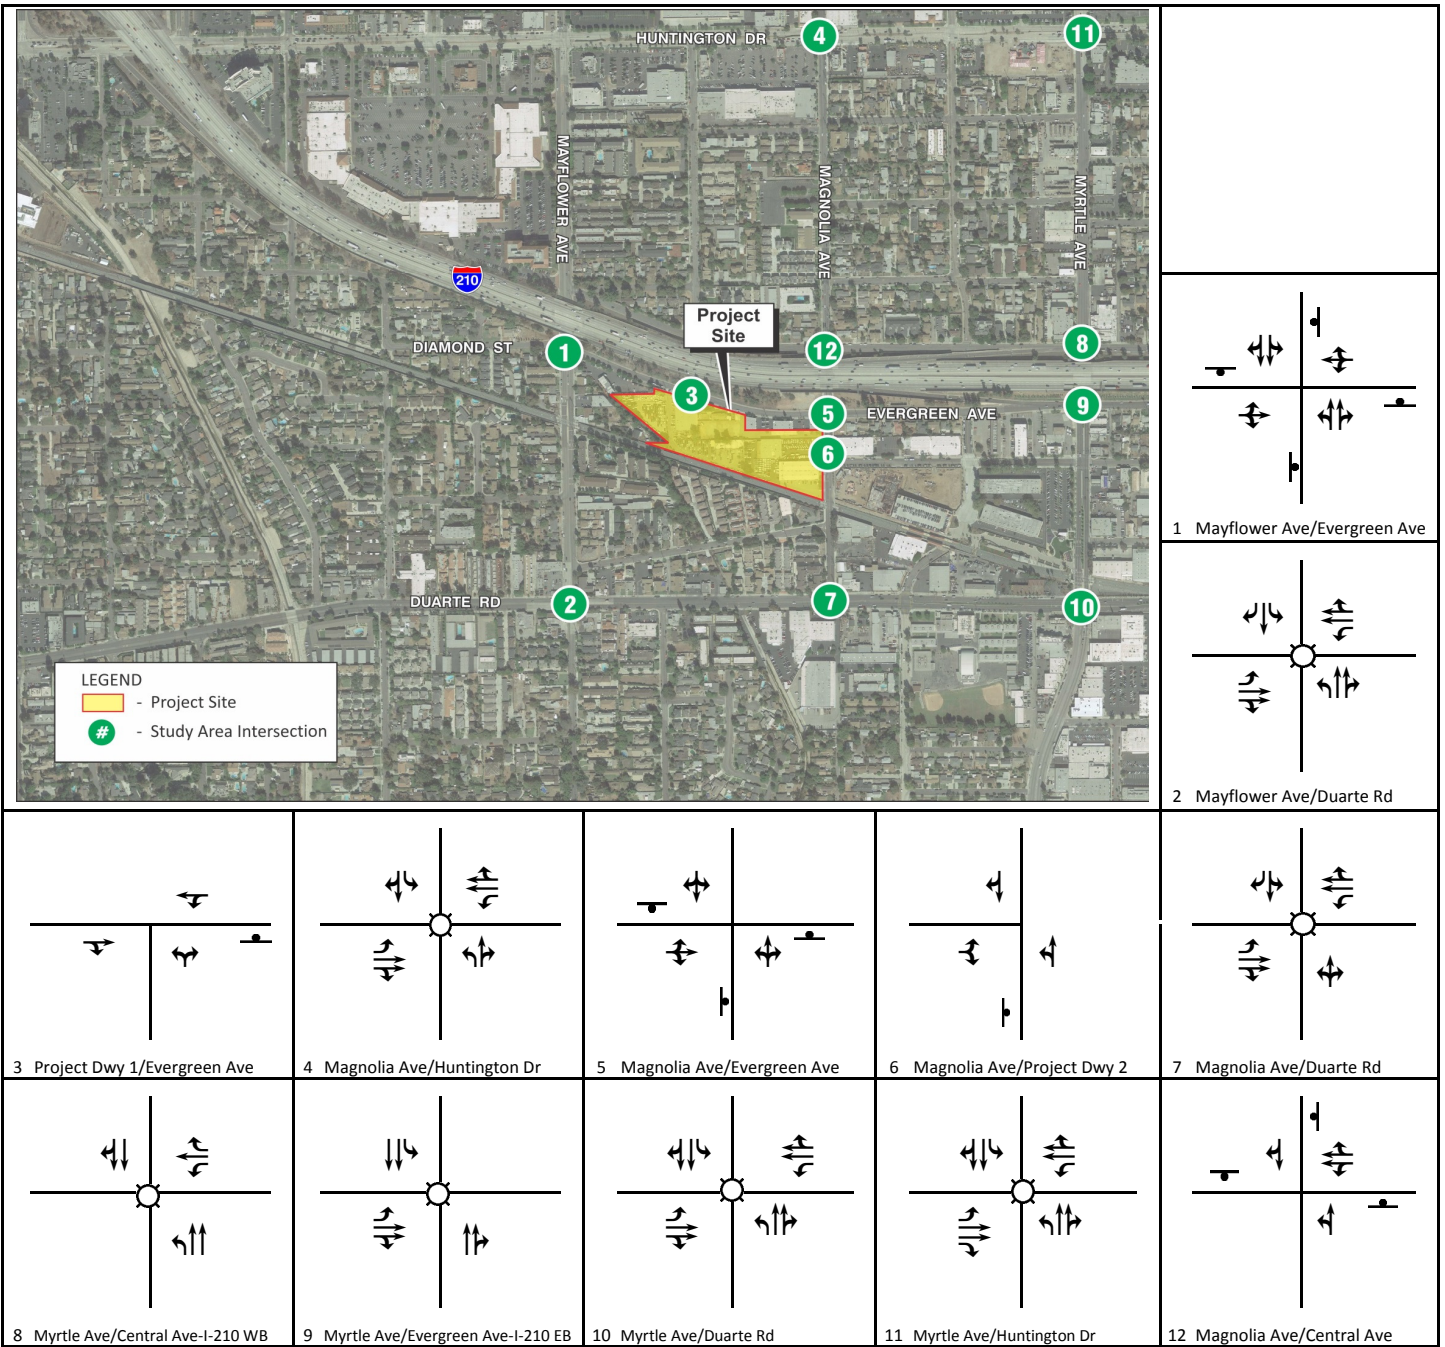 HUNTINGTON DR
4
11
MAYFLOWER AVE
MAGNOLIA AVE
MYRTLE AVE
210
Project
Site
DIAMOND ST
1
12
8
3
5
EVERGREEN AVE
9
6
DUARTE RD
2
7
10
LEGEND
- Project Site
# - Study Area Intersection
1 Mayflower Ave/Evergreen Ave
2 Mayflower Ave/Duarte Rd
3 Project Dwy 1/Evergreen Ave
4 Magnolia Ave/Huntington Dr
5 Magnolia Ave/Evergreen Ave
6 Magnolia Ave/Project Dwy 2
7 Magnolia Ave/Duarte Rd
8 Myrtle Ave/Central Ave-I-210 WB
9 Myrtle Ave/Evergreen Ave-I-210 EB
10 Myrtle Ave/Duarte Rd
11 Myrtle Ave/Huntington Dr
12 Magnolia Ave/Central Ave